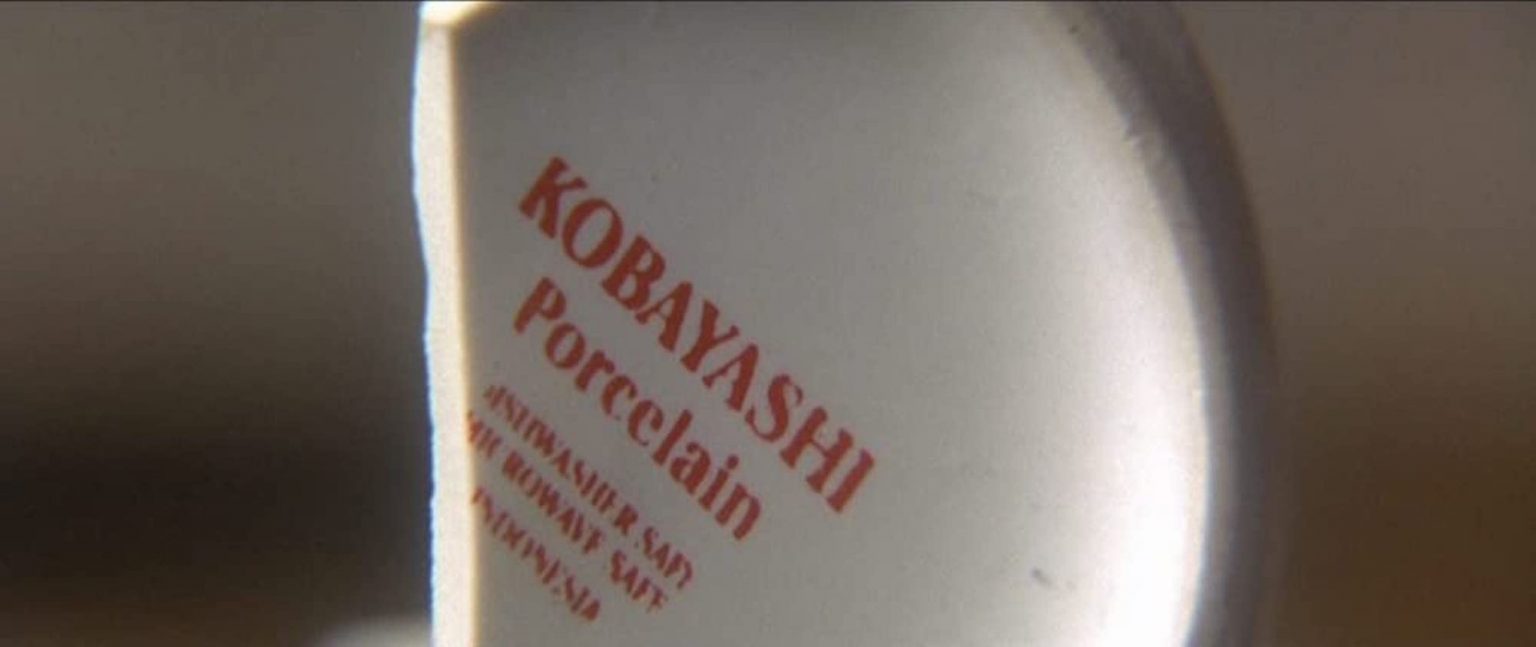 KOBAYASHI
Porcelain
DISHWASHER SAFE
MICROWAVE SAFE
INDONESIA